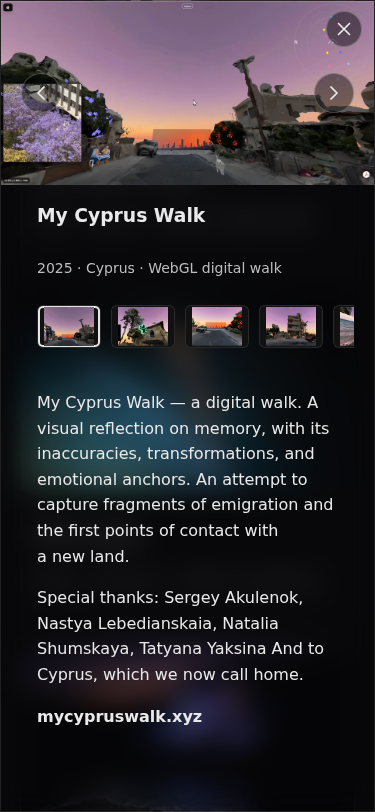 My Cyprus Walk
2025 · Cyprus · WebGL digital walk
My Cyprus Walk — a digital walk. A
visual reflection on memory, with its
inaccuracies, transformations, and
emotional anchors. An attempt to
capture fragments of emigration and
the first points of contact with
a new land.
Special thanks: Sergey Akulenok,
Nastya Lebedianskaia, Natalia
Shumskaya, Tatyana Yaksina And to
Cyprus, which we now call home.
mycypruswalk.xyz